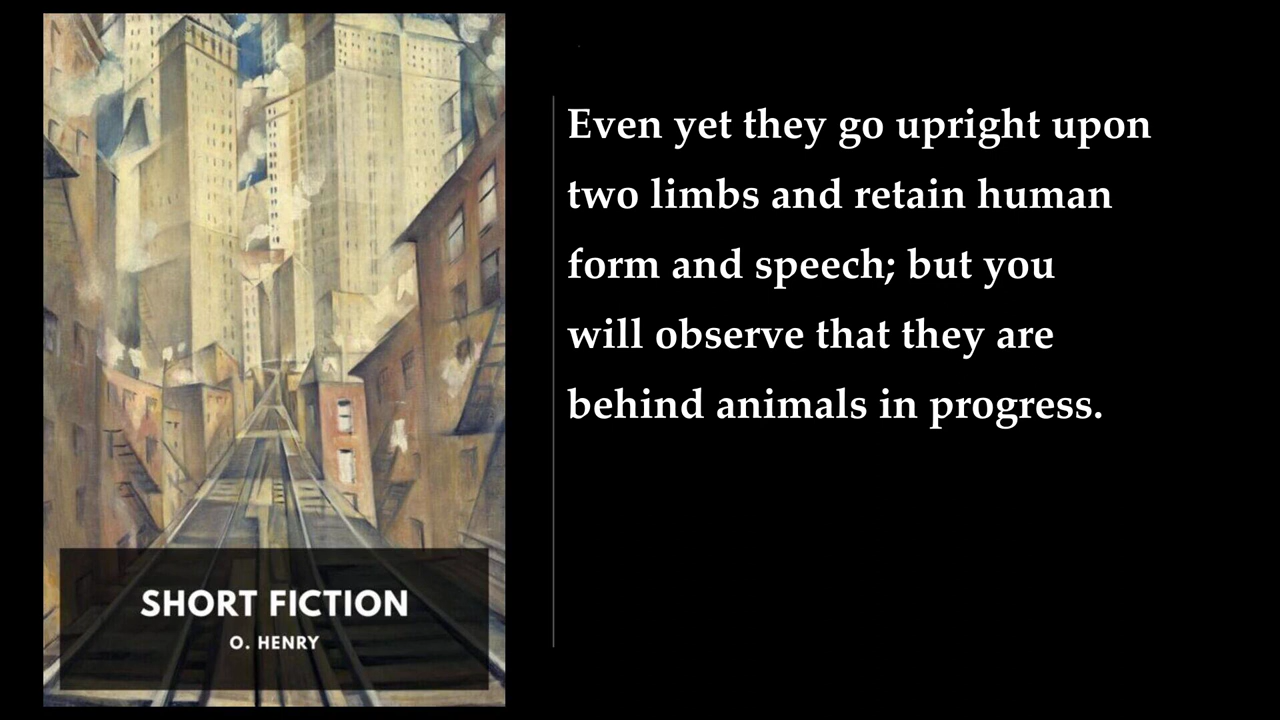 Even yet they go upright upon
two limbs and retain human
form and speech; but you
will observe that they are
behind animals in progress.
SHORT FICTION
O. HENRY